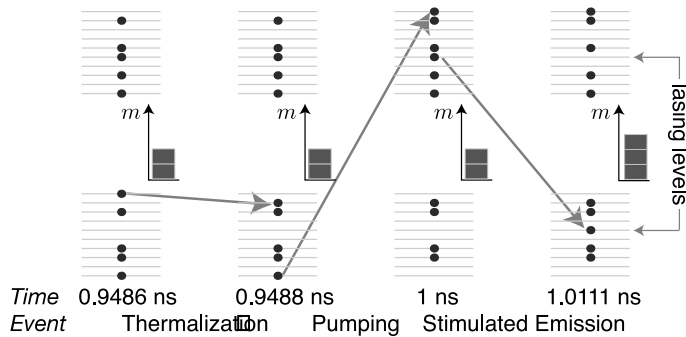 m
m
m
m
lasing levels
Time 0.9486 ns 0.9488 ns 1 ns 1.0111 ns
Event Thermalization Pumping Stimulated Emission